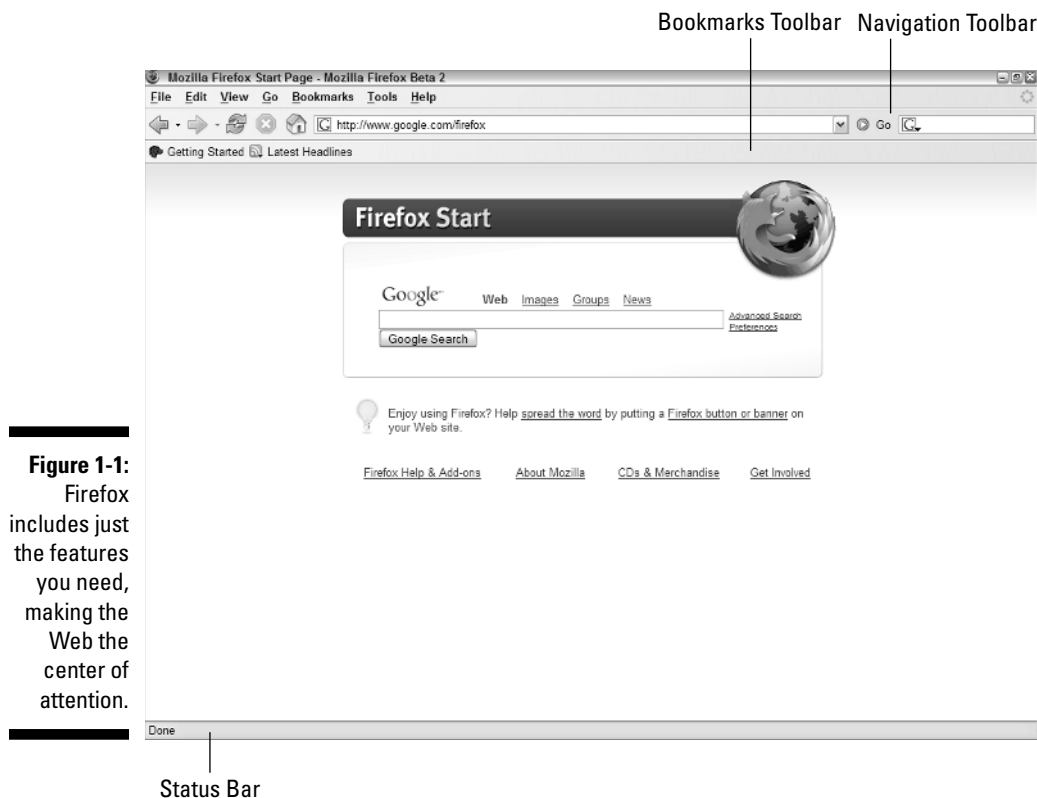 Bookmarks Toolbar Navigation Toolbar
Mozilla Firefox Start Page - Mozilla Firefox Beta 2
File Edit View Go Bookmarks Tools Help
http://www.google.com/firefox Go
Getting Started Latest Headlines
Firefox Start
Google™ Web Images Groups News
Advanced Search
Preferences
Google Search
Enjoy using Firefox? Help spread the word by putting a Firefox button or banner on
your Web site.
Firefox Help & Add-ons About Mozilla CDs & Merchandise Get Involved
Figure 1-1:
Firefox
includes just
the features
you need,
making the
Web the
center of
attention.
Done
Status Bar